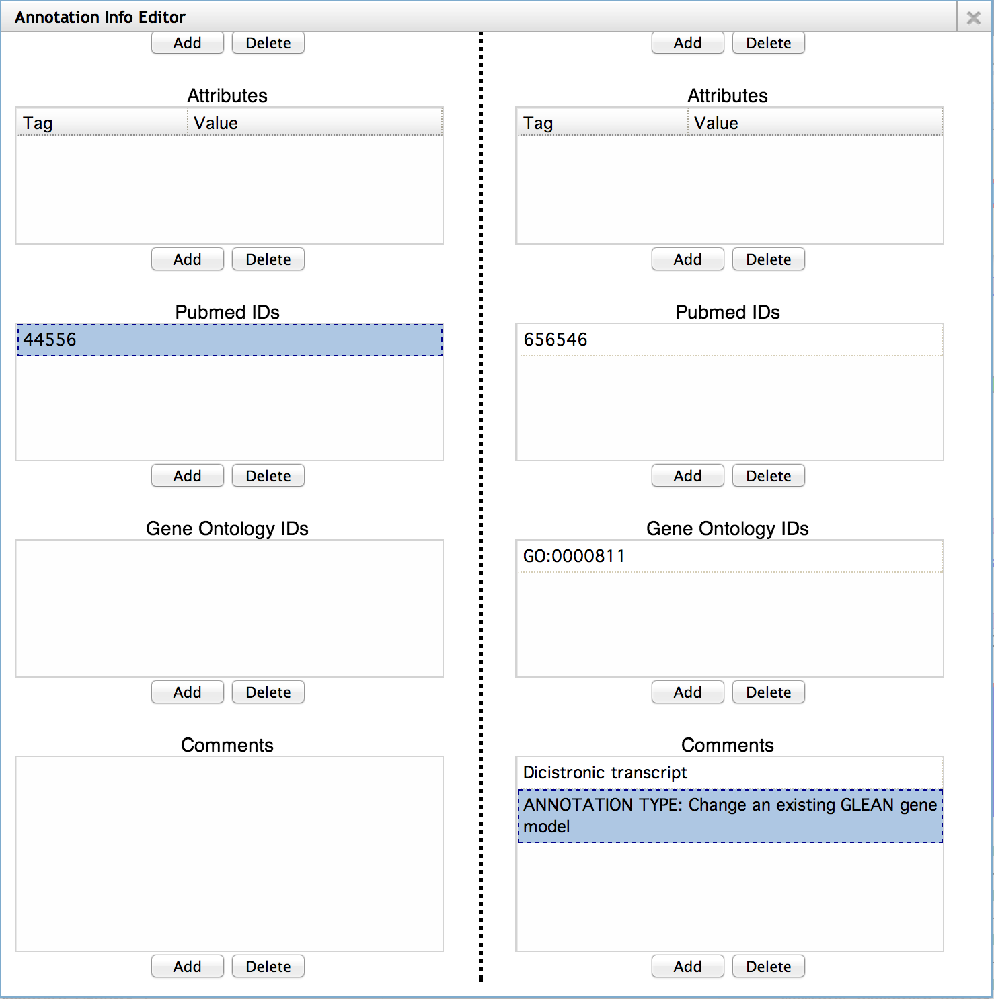 Annotation Info Editor
Add Delete
Attributes
Tag Value
Add Delete
Pubmed IDs
44556
Add Delete
Gene Ontology IDs
Add Delete
Comments
Add Delete
Add Delete
Attributes
Tag Value
Add Delete
Pubmed IDs
656546
Add Delete
Gene Ontology IDs
GO:0000811
Add Delete
Comments
Dicistronic transcript
ANNOTATION TYPE: Change an existing GLEAN gene
model
Add Delete